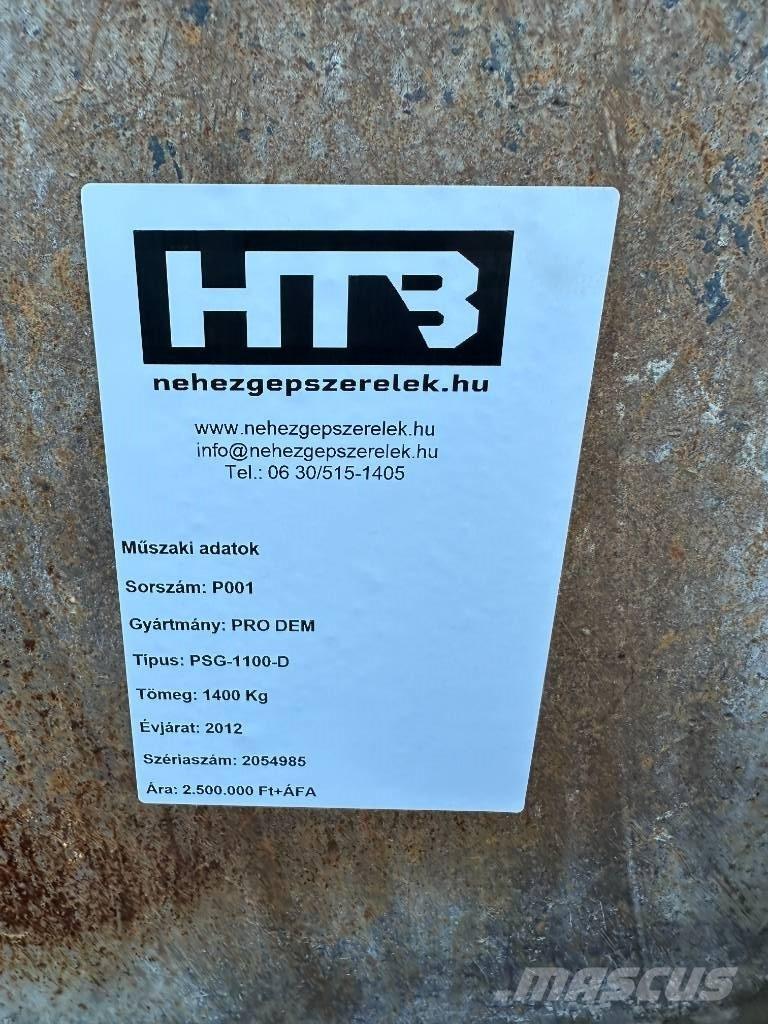 HTB
nehezgepszerelek.hu
www.nehezgepszerelek.hu
info@nehezgepszerelek.hu
Tel.: 06 30/515-1405
Műszaki adatok
Sorszám: P001
Gyártmány: PRO DEM
Típus: PSG-1100-D
Tömeg: 1400 Kg
Évjárat: 2012
Szériaszám: 2054985
Ára: 2.500.000 Ft+ÁFA
MASCUS